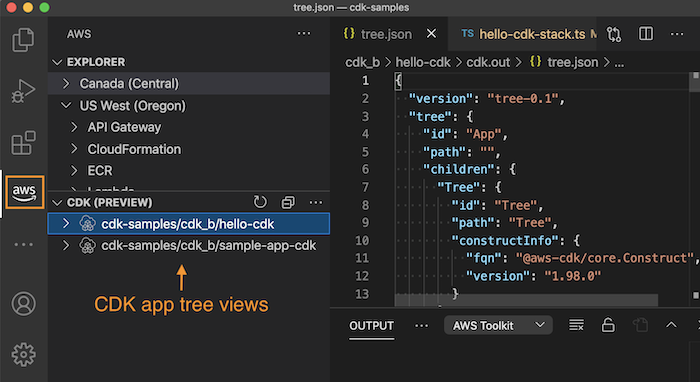 tree.json — cdk-samples
AWS
EXPLORER
Canada (Central)
US West (Oregon)
API Gateway
CloudFormation
ECR
Lambda
aws
CDK (PREVIEW)
cdk-samples/cdk_b/hello-cdk
cdk-samples/cdk_b/sample-app-cdk
CDK app tree views
{} tree.json
TS hello-cdk-stack.ts M
cdk_b > hello-cdk > cdk.out > {} tree.json > ...
1 {
2 "version": "tree-0.1",
3 "tree": {
4 "id": "App",
5 "path": "",
6 "children": {
7 "Tree": {
8 "id": "Tree",
9 "path": "Tree",
10 "constructInfo": {
11 "fqn": "@aws-cdk/core.Construct",
12 "version": "1.98.0"
13 }
OUTPUT
AWS Toolkit